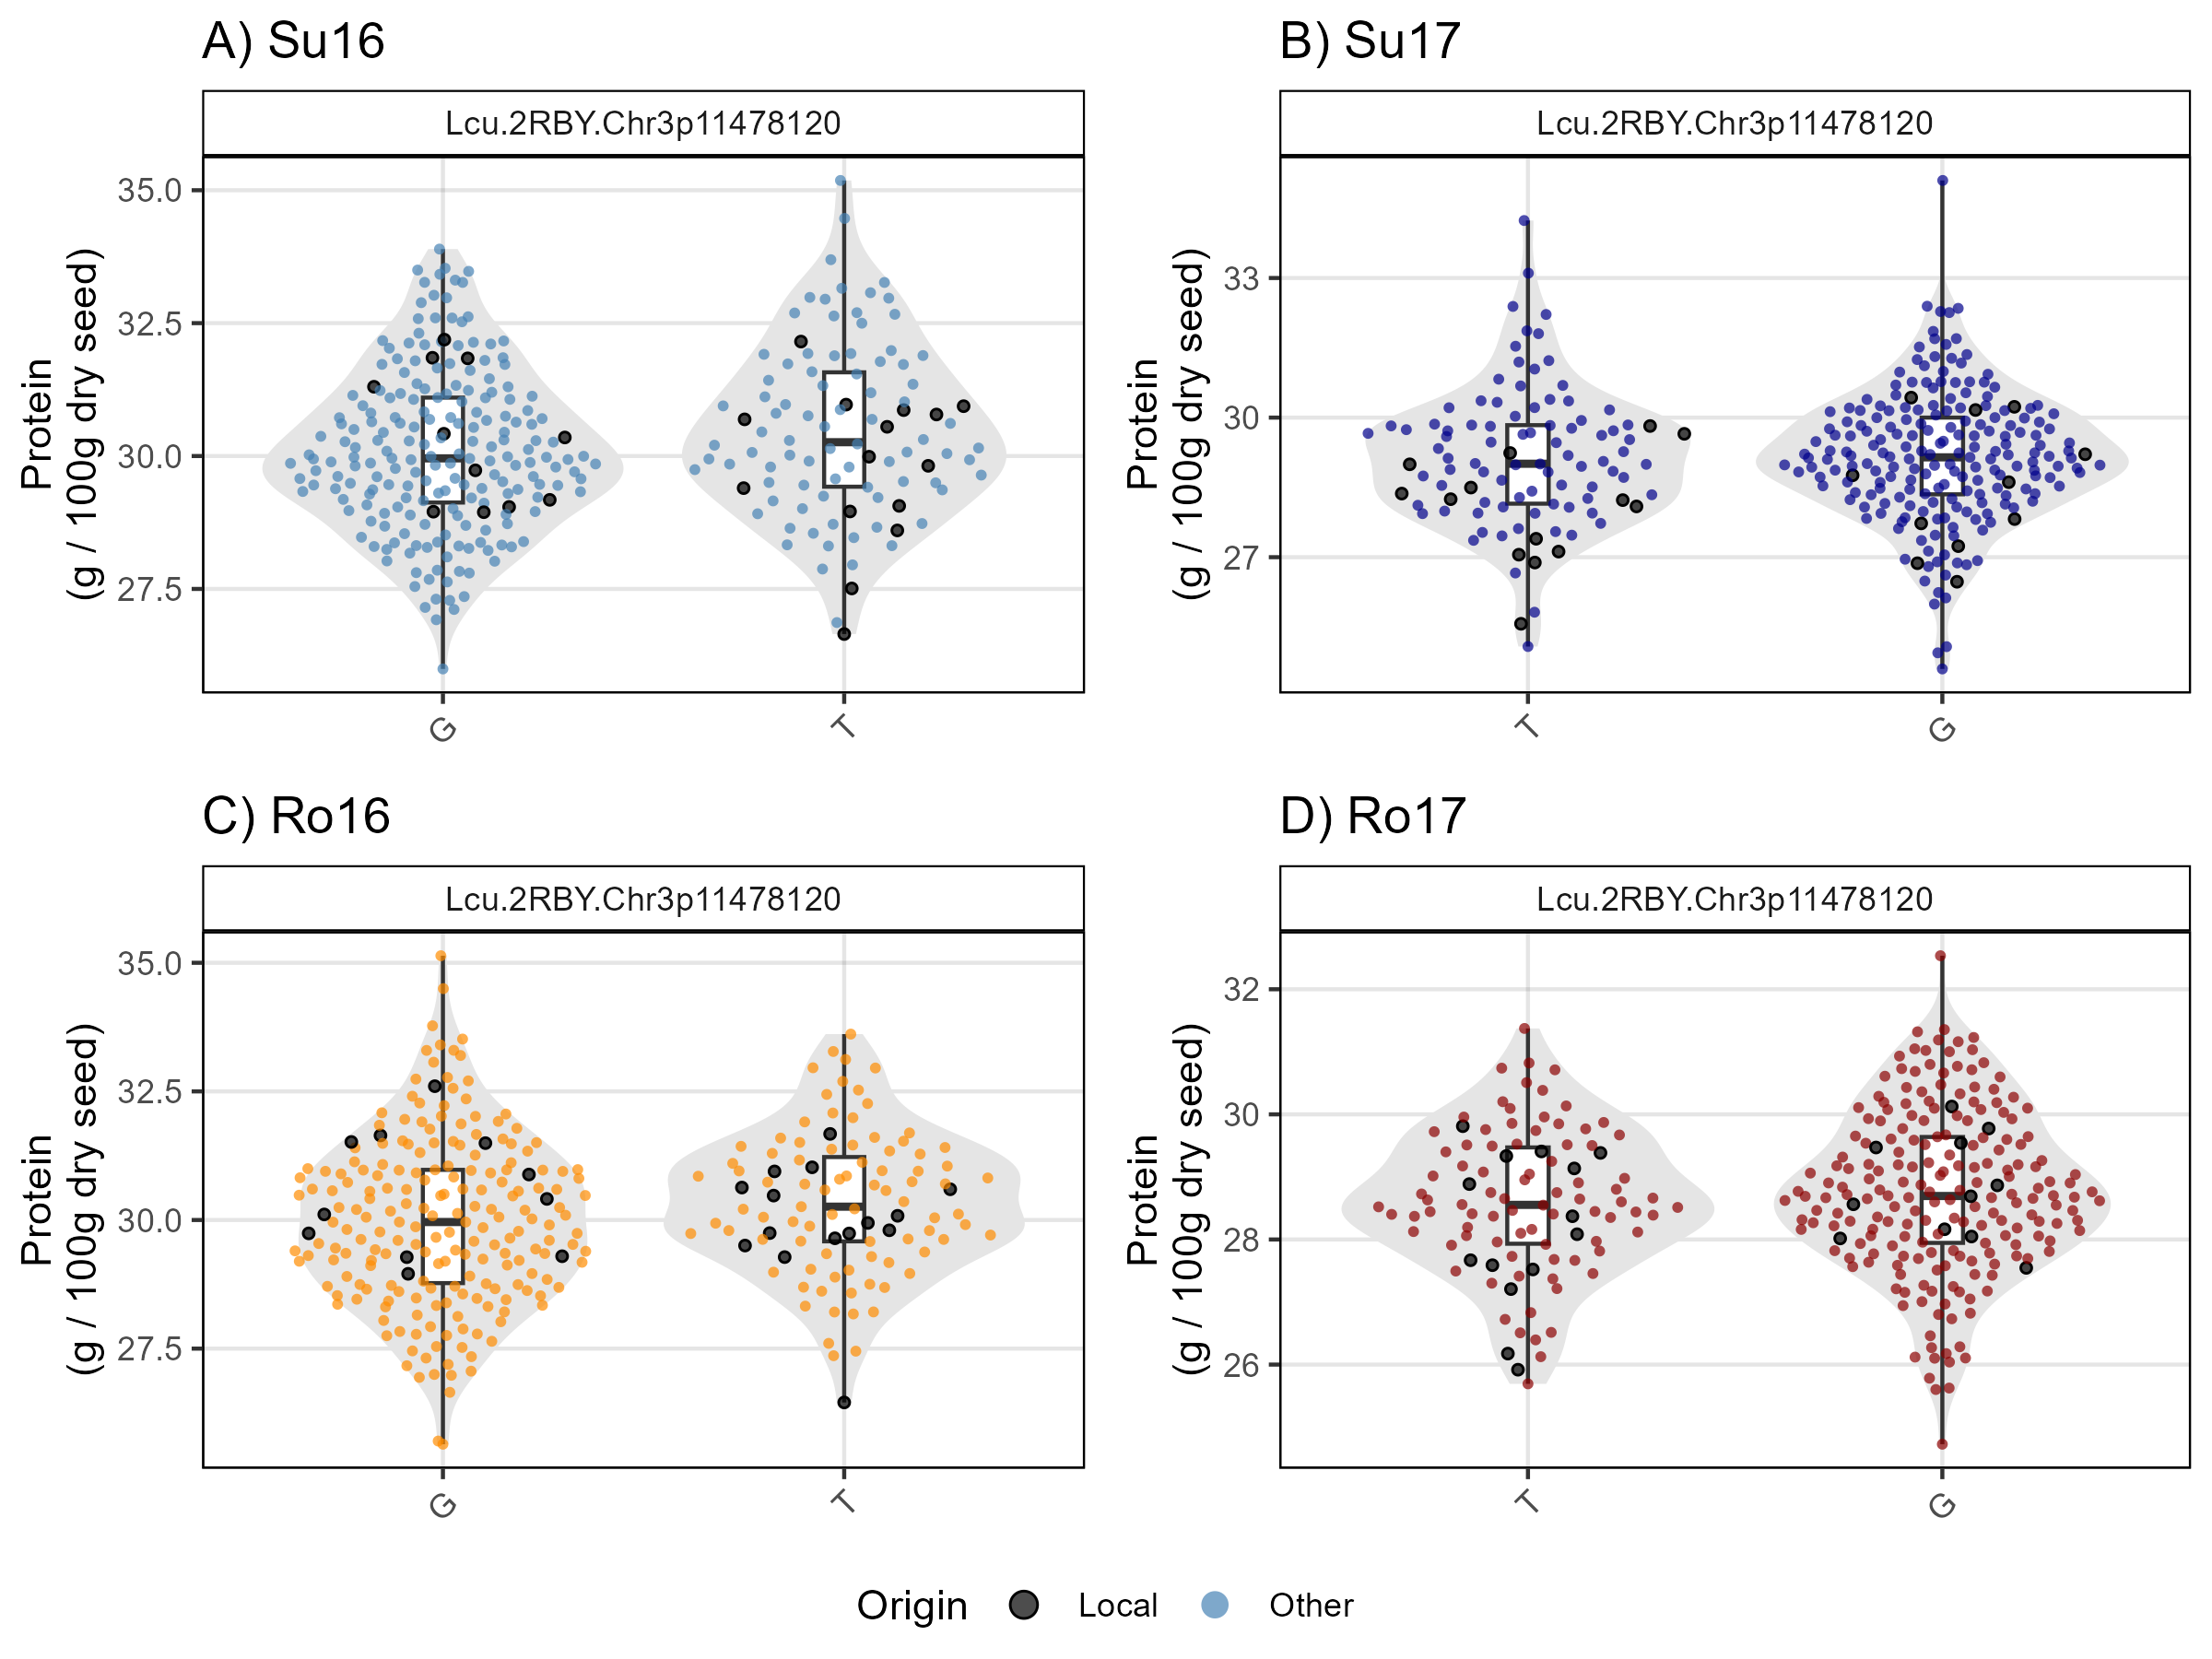 A) Su16
Lcu.2RBY.Chr3p11478120
Protein
(g / 100g dry seed)
35.0
32.5
30.0
27.5
G
T
B) Su17
Lcu.2RBY.Chr3p11478120
Protein
(g / 100g dry seed)
33
30
27
T
G
C) Ro16
Lcu.2RBY.Chr3p11478120
Protein
(g / 100g dry seed)
35.0
32.5
30.0
27.5
G
T
D) Ro17
Lcu.2RBY.Chr3p11478120
Protein
(g / 100g dry seed)
32
30
28
26
T
G
Origin
Local
Other